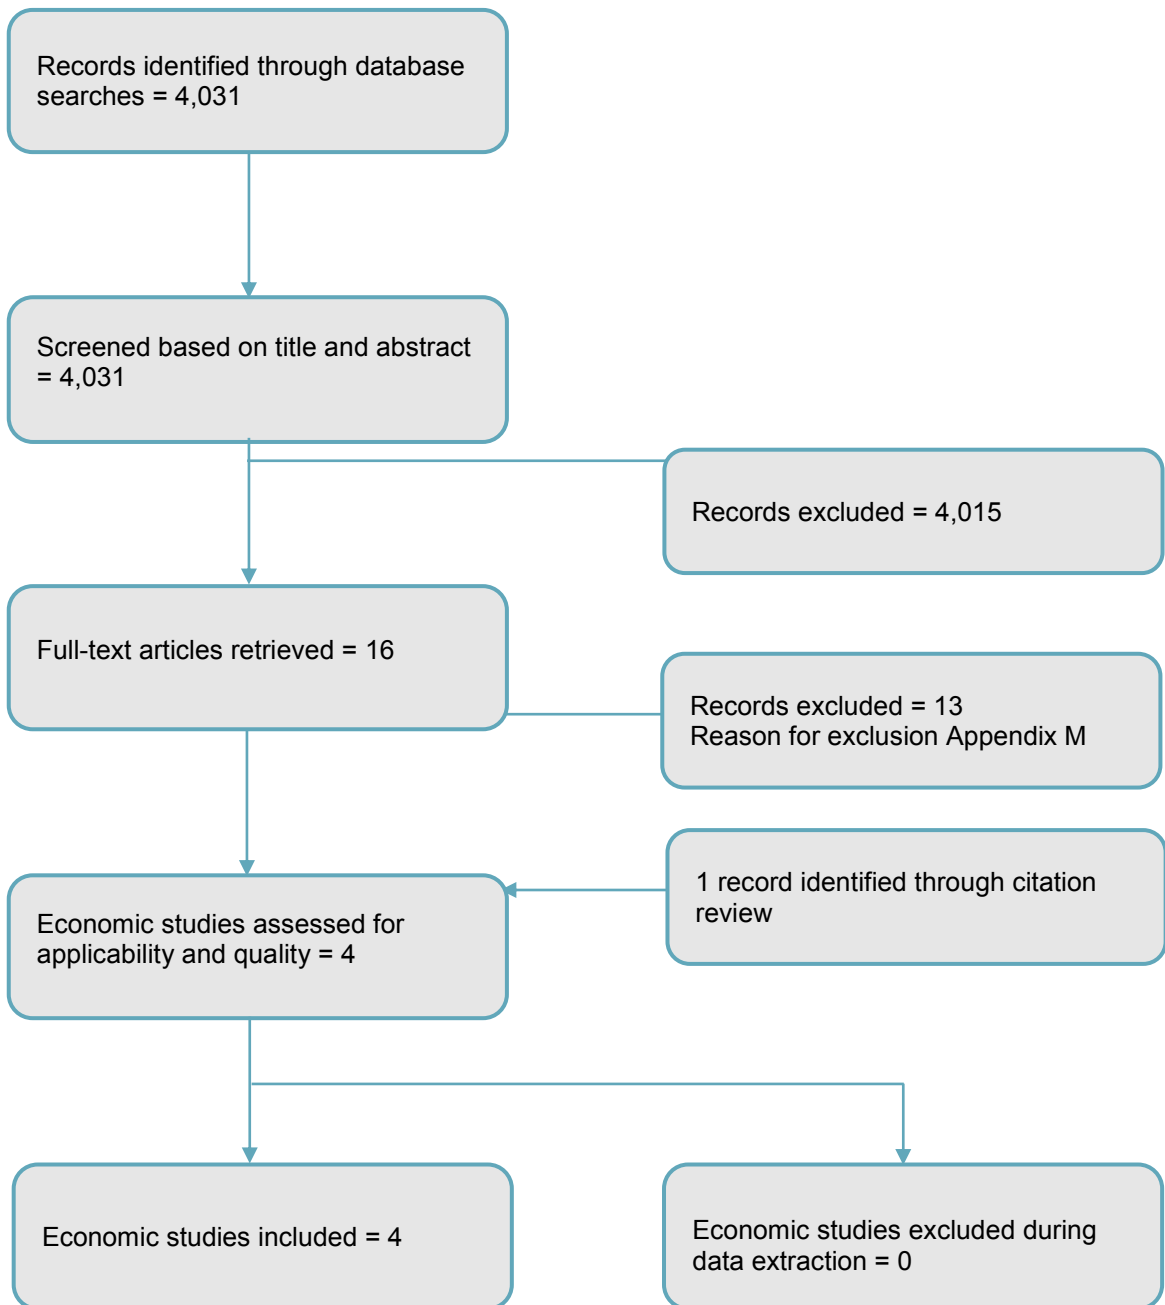 Records identified through database
searches = 4,031
Screened based on title and abstract
= 4,031
Records excluded = 4,015
Full-text articles retrieved = 16
Records excluded = 13
Reason for exclusion Appendix M
1 record identified through citation
review
Economic studies assessed for
applicability and quality = 4
Economic studies included = 4
Economic studies excluded during
data extraction = 0